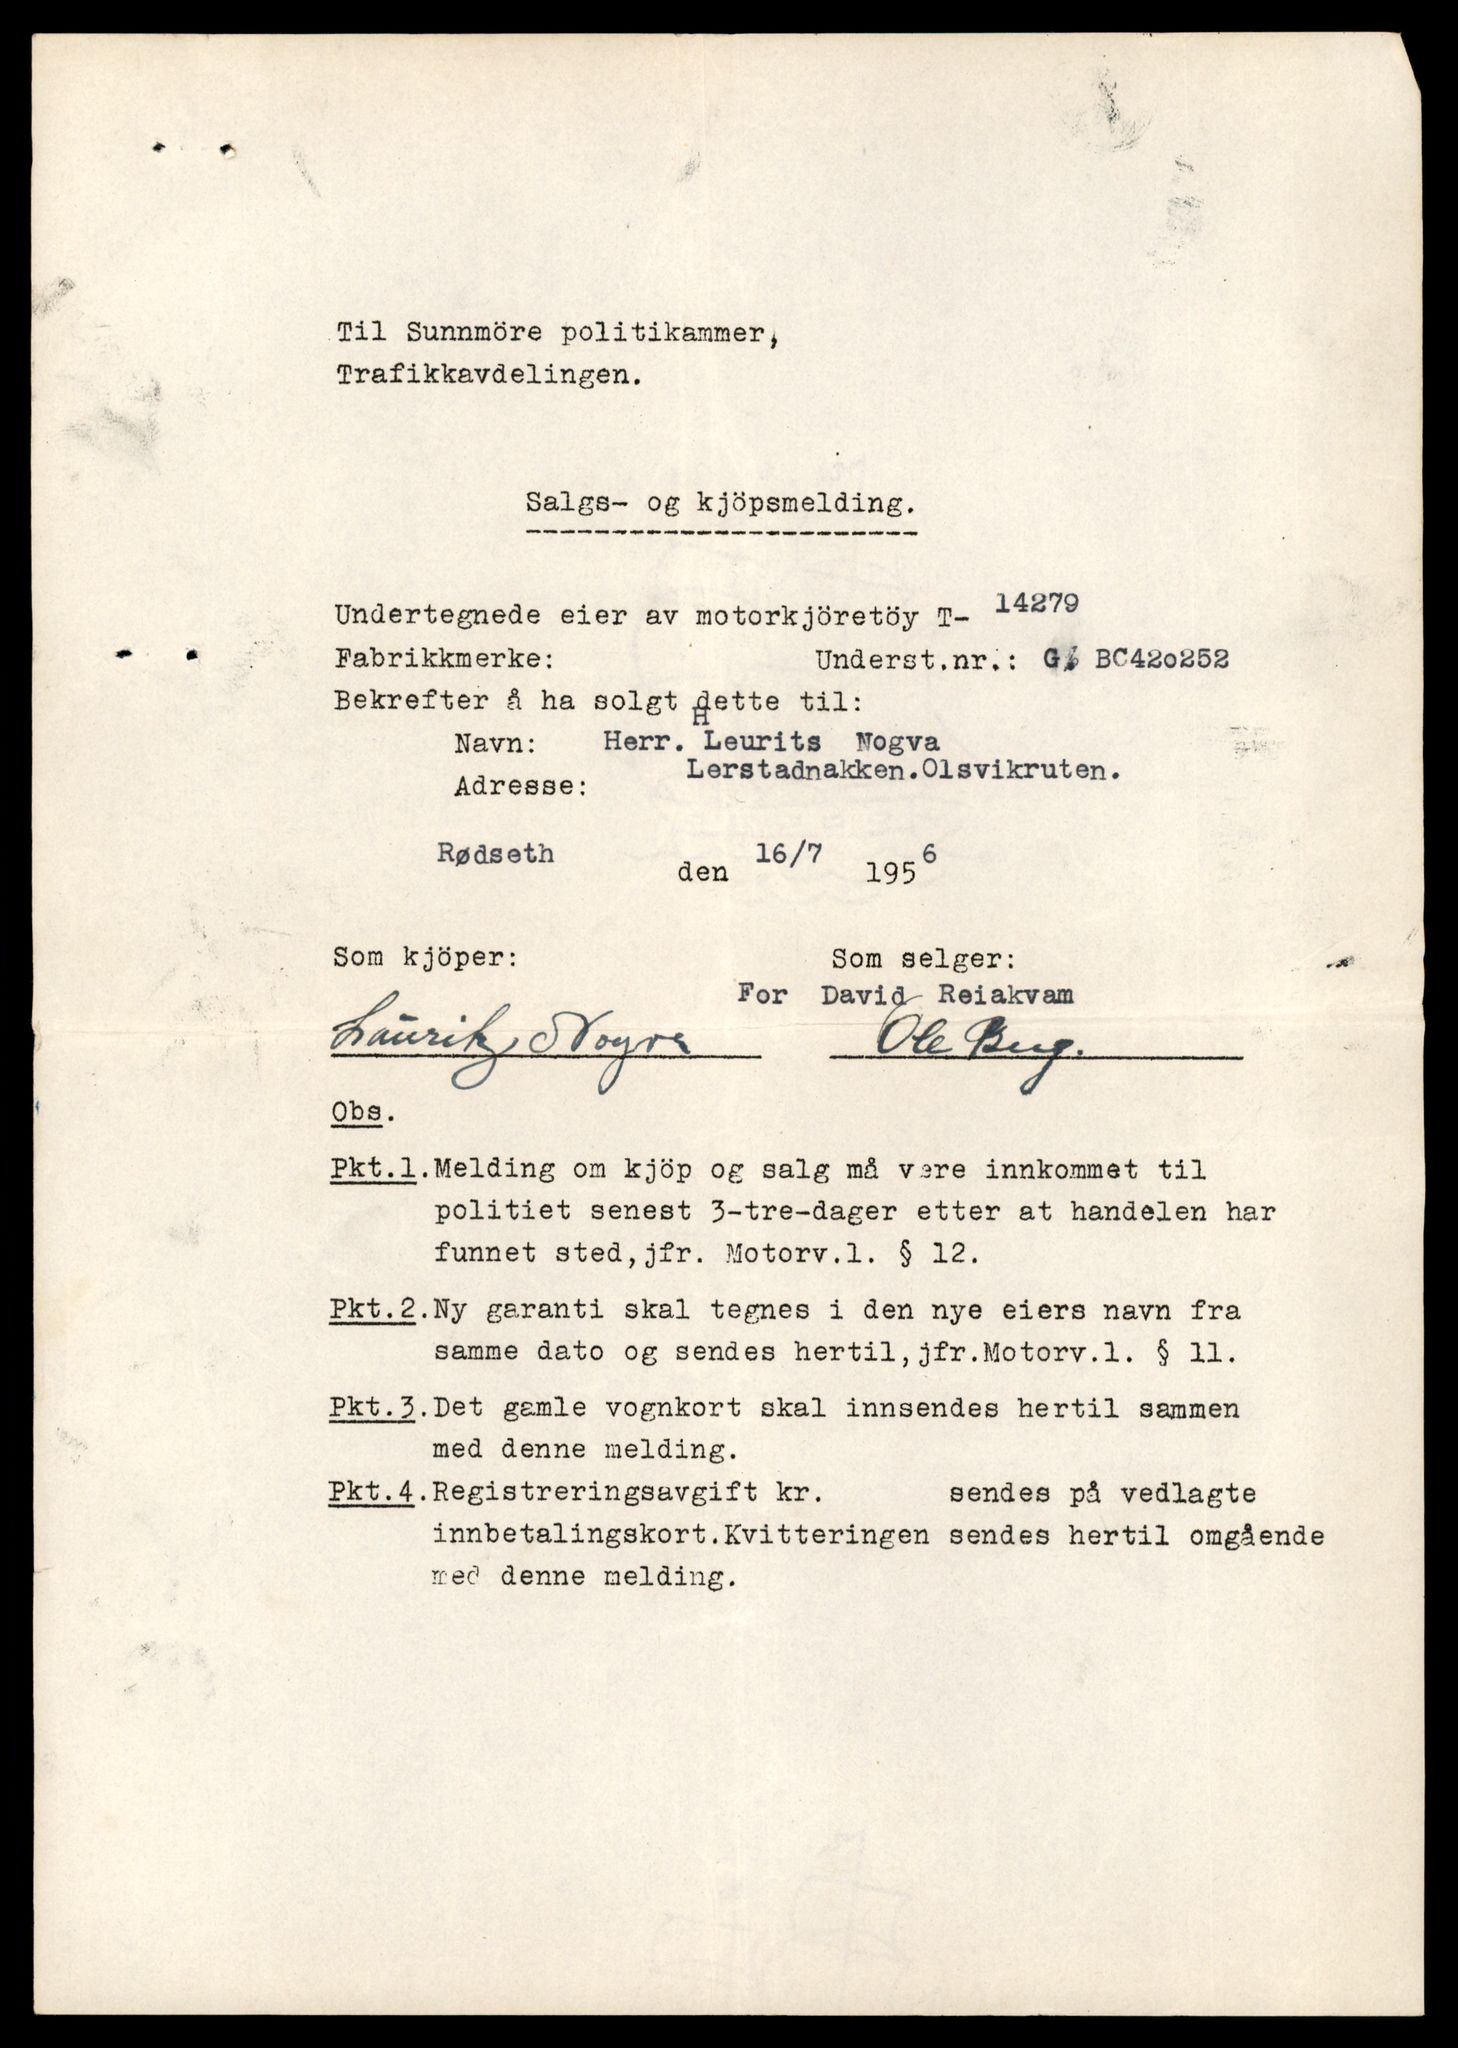 Til Sunnmöre politikammer,
Trafikkavdelingen.
Salgs- og kjöpsmelding.
Undertegnede eier av motorkjöretöy T- 14279
Fabrikkmerke: Underst.nr.: G BC420252
Bekrefter å ha solgt dette til:
Navn: Herr. Leurits Nogva
Adresse: Lerstadnakken.Olsvikruten.
Rødseth den 16/7 1956
Som kjöper: Som selger:
For David Reiakvam
Lauritz Nogva Ole Berg.
Obs.
Pkt.1. Melding om kjöp og salg må være innkommet til
politiet senest 3-tre-dager etter at handelen har
funnet sted, jfr. Motorv.l. § 12.
Pkt.2. Ny garanti skal tegnes i den nye eiers navn fra
samme dato og sendes hertil, jfr.Motorv.l. § 11.
Pkt.3. Det gamle vognkort skal innsendes hertil sammen
med denne melding.
Pkt.4. Registreringsavgift kr. sendes på vedlagte
innbetalingskort.Kvitteringen sendes hertil omgående
med denne melding.